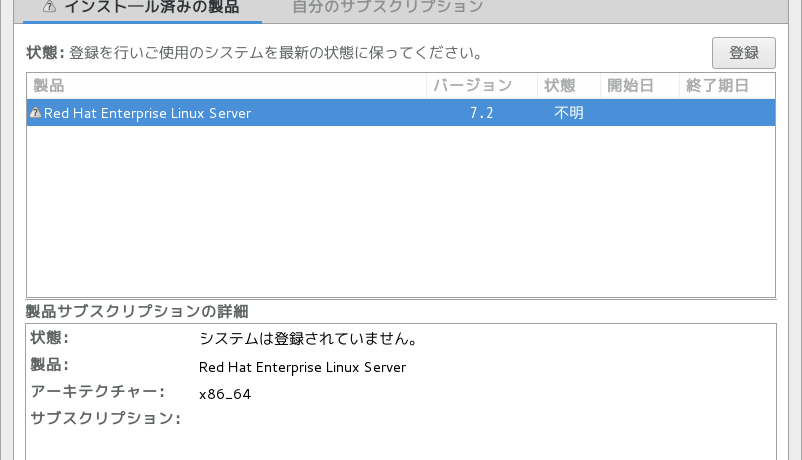 インストール済みの製品 自分のサブスクリプション
状態: 登録を行いご使用のシステムを最新の状態に保ってください。 登録
製品 バージョン 状態 開始日 終了期日
Red Hat Enterprise Linux Server 7.2 不明
製品サブスクリプションの詳細
状態: システムは登録されていません。
製品: Red Hat Enterprise Linux Server
アーキテクチャー: x86_64
サブスクリプション: